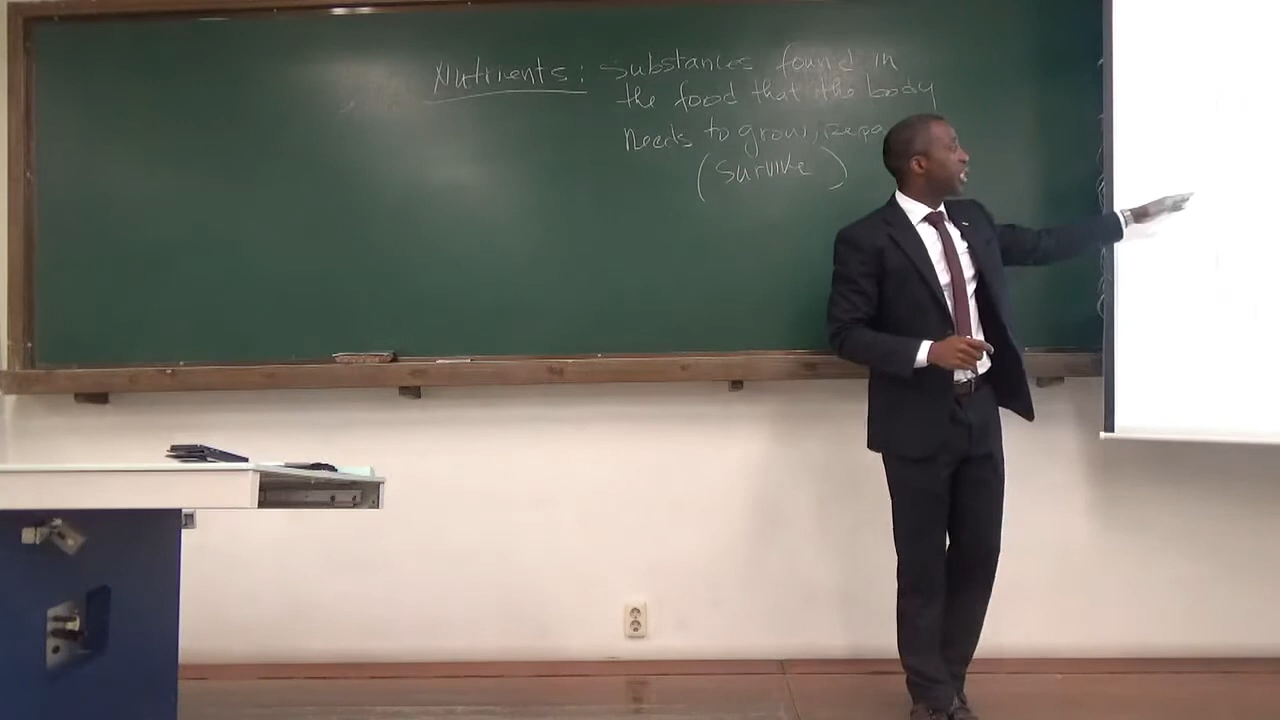 Nutrients: Substances found in
the food that the body
Needs to grow, repa
(Survive)